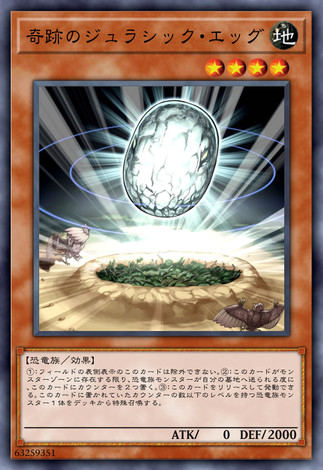 奇跡のジュラシック・エッグ
地
【恐竜族／効果】
①：フィールドの表側表示のこのカードは除外できない。②：このカードがモ
ンスターゾーンに存在する限り、恐竜族モンスターが自分の墓地へ送られる度に、
このカードにカウンターを２つ置く。③：このカードをリリースして発動でき
る。このカードに置かれていたカウンターの数以下のレベルを持つ恐竜族モン
スター１体をデッキから特殊召喚する。
ATK/ 0 DEF/2000
63259351